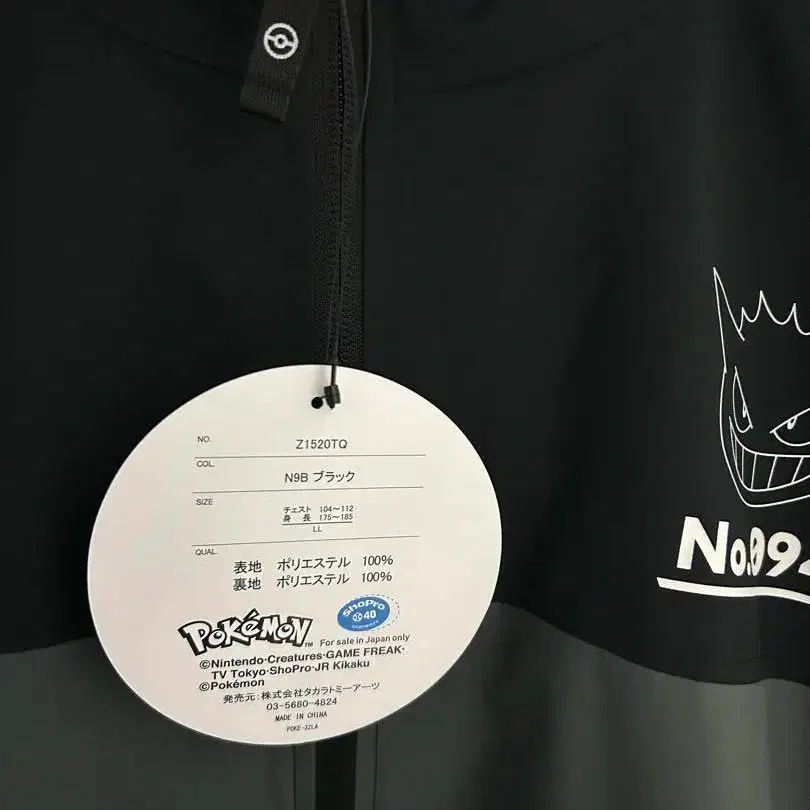 NO. Z1520TQ
COL. N9B ブラック
SIZE
チェスト 104～112
身 長 175～185
LL
QUAL.
表地 ポリエステル 100%
裏地 ポリエステル 100%
ShoPro
40
POKéMON™ For sale in Japan only
©Nintendo・Creatures・GAME FREAK・
TV Tokyo・ShoPro・JR Kikaku
©Pokémon
発売元：株式会社タカラトミーアーツ
03-5680-4824
MADE IN CHINA
POKE-32LA
No.094